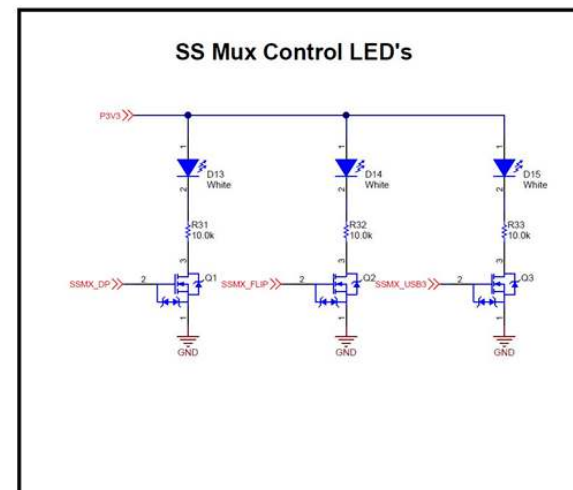 SS Mux Control LED's
P3V3
1 1 1
D13 D14 D15
White White White
2 2 2
R31 R32 R33
10.0k 10.0k 10.0k
3 3 3
SSMX_DP 2 Q1 SSMX_FLIP 2 Q2 SSMX_USB3 2 Q3
1 1 1
GND GND GND